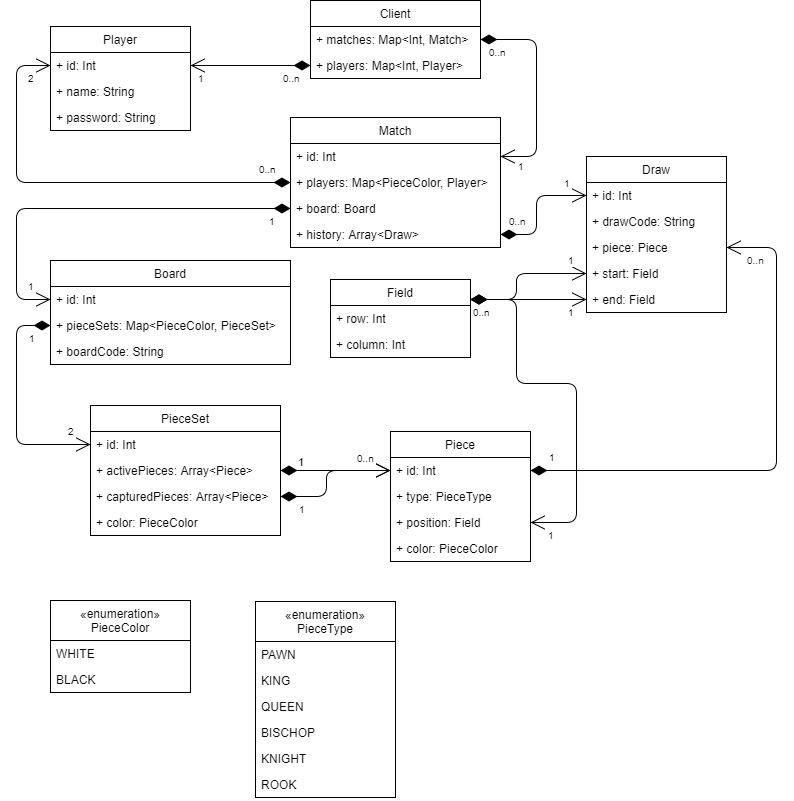 Client
+ matches: Map<Int, Match>
+ players: Map<Int, Player>
Player
+ id: Int
+ name: String
+ password: String
2
1
0..n
0..n
1
Match
+ id: Int
+ players: Map<PieceColor, Player>
+ board: Board
+ history: Array<Draw>
0..n
1
0..n
1
Draw
+ id: Int
+ drawCode: String
+ piece: Piece
+ start: Field
+ end: Field
0..n
1
1
Board
+ id: Int
+ pieceSets: Map<PieceColor, PieceSet>
+ boardCode: String
1
1
Field
+ row: Int
+ column: Int
0..n
PieceSet
+ id: Int
+ activePieces: Array<Piece>
+ capturedPieces: Array<Piece>
+ color: PieceColor
2
1
1
0..n
Piece
+ id: Int
+ type: PieceType
+ position: Field
+ color: PieceColor
1
1
«enumeration»
PieceColor
WHITE
BLACK
«enumeration»
PieceType
PAWN
KING
QUEEN
BISCHOP
KNIGHT
ROOK